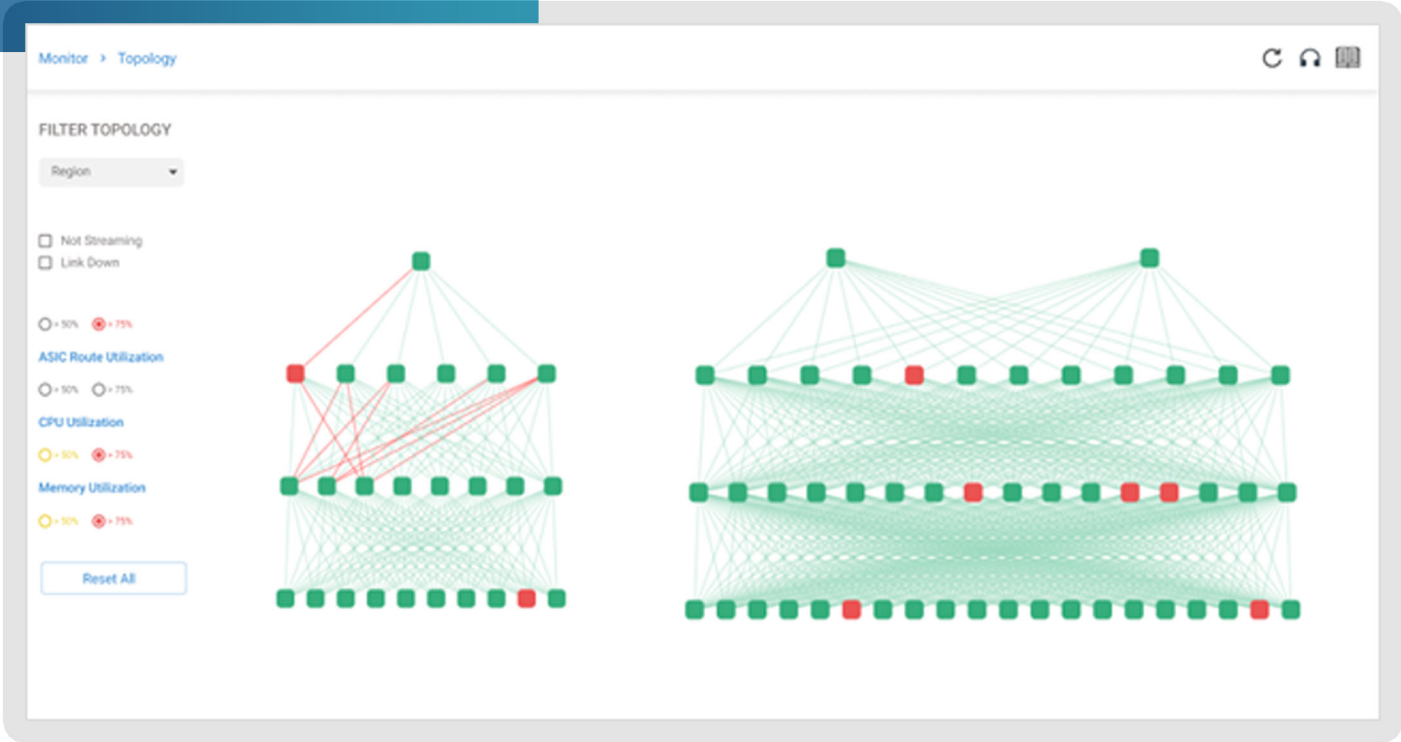 Monitor > Topology
FILTER TOPOLOGY
Region
Not Streaming
Link Down
> 50% > 75%
ASIC Route Utilization
> 50% > 75%
CPU Utilization
> 50% > 75%
Memory Utilization
> 50% > 75%
Reset All